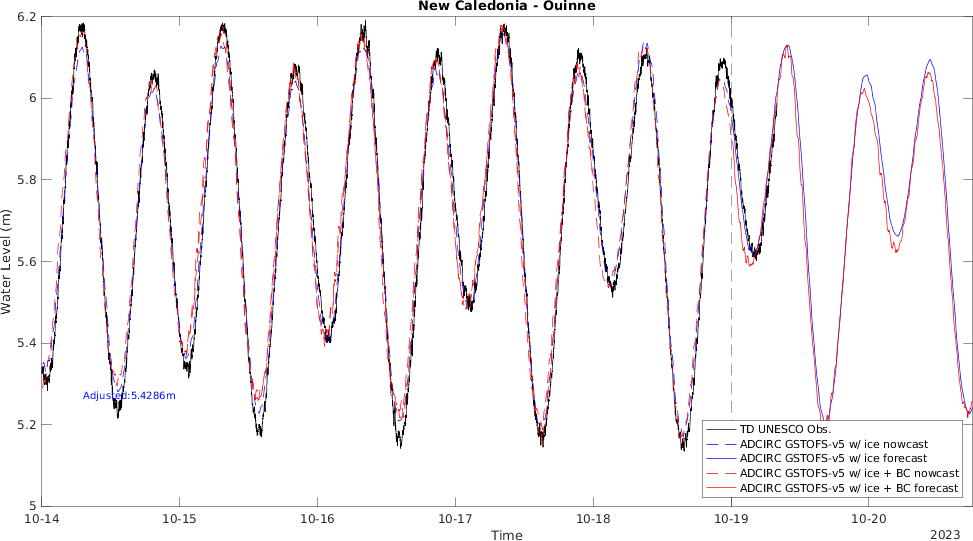 New Caledonia - Ouinne
6.2
6
5.8
5.6
5.4
5.2
5
Water Level (m)
Adjusted:5.4286m
TD UNESCO Obs.
ADCIRC GSTOFS-v5 w/ ice nowcast
ADCIRC GSTOFS-v5 w/ ice forecast
ADCIRC GSTOFS-v5 w/ ice + BC nowcast
ADCIRC GSTOFS-v5 w/ ice + BC forecast
10-14 10-15 10-16 10-17 10-18 10-19 10-20
Time
2023